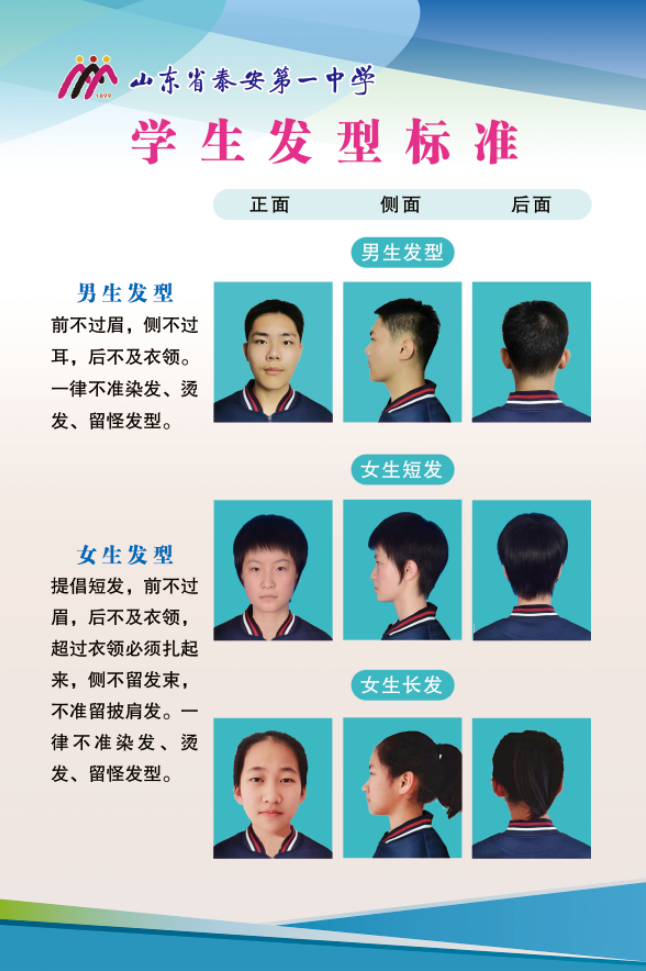 1899
山东省泰安第一中学
学生发型标准
正面 侧面 后面
男生发型
男生发型
前不过眉，侧不过
耳，后不及衣领。
一律不准染发、烫
发、留怪发型。
女生短发
女生发型
提倡短发，前不过
眉，后不及衣领，
超过衣领必须扎起
来，侧不留发束，
不准留披肩发。一
律不准染发、烫
发、留怪发型。
女生长发